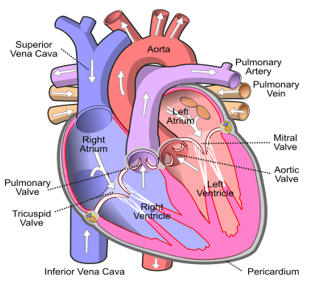 Superior
Vena Cava
Aorta
Pulmonary
Artery
Pulmonary
Vein
Left
Atrium
Right
Atrium
Mitral
Valve
Aortic
Valve
Pulmonary
Valve
Left
Ventricle
Tricuspid
Valve
Right
Ventricle
Inferior Vena Cava
Pericardium